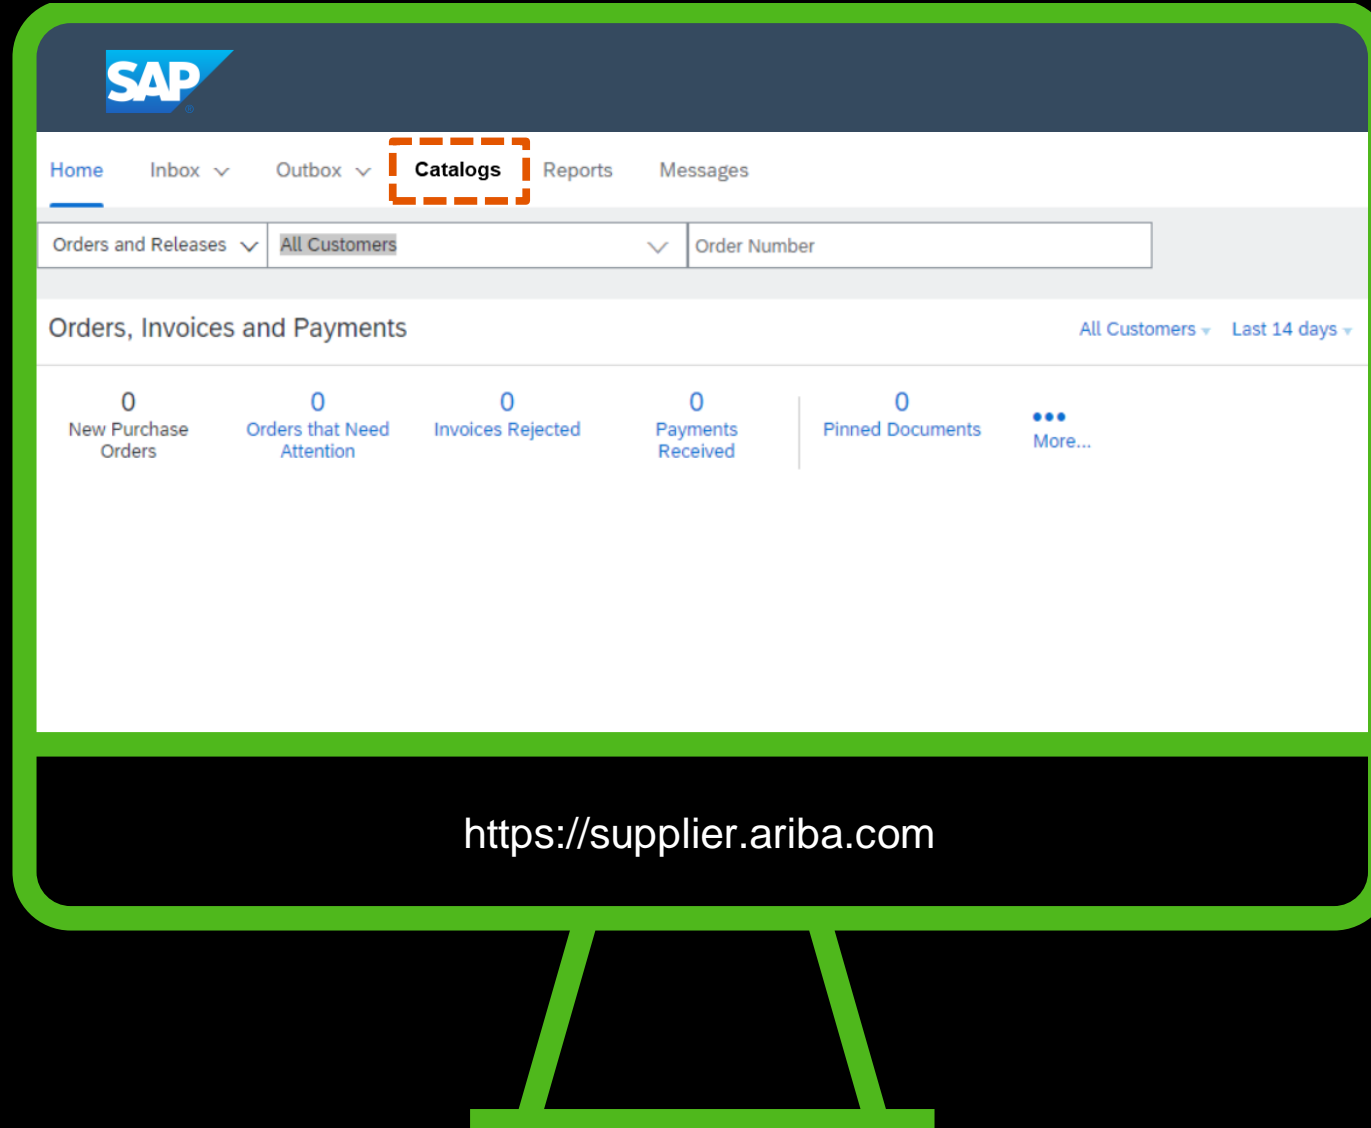 SAP
Home Inbox Outbox Catalogs Reports Messages
Orders and Releases All Customers Order Number
Orders, Invoices and Payments All Customers Last 14 days
0 0 0 0 0
New Purchase Orders that Need Invoices Rejected Payments Pinned Documents More...
Orders Attention Received
https://supplier.ariba.com